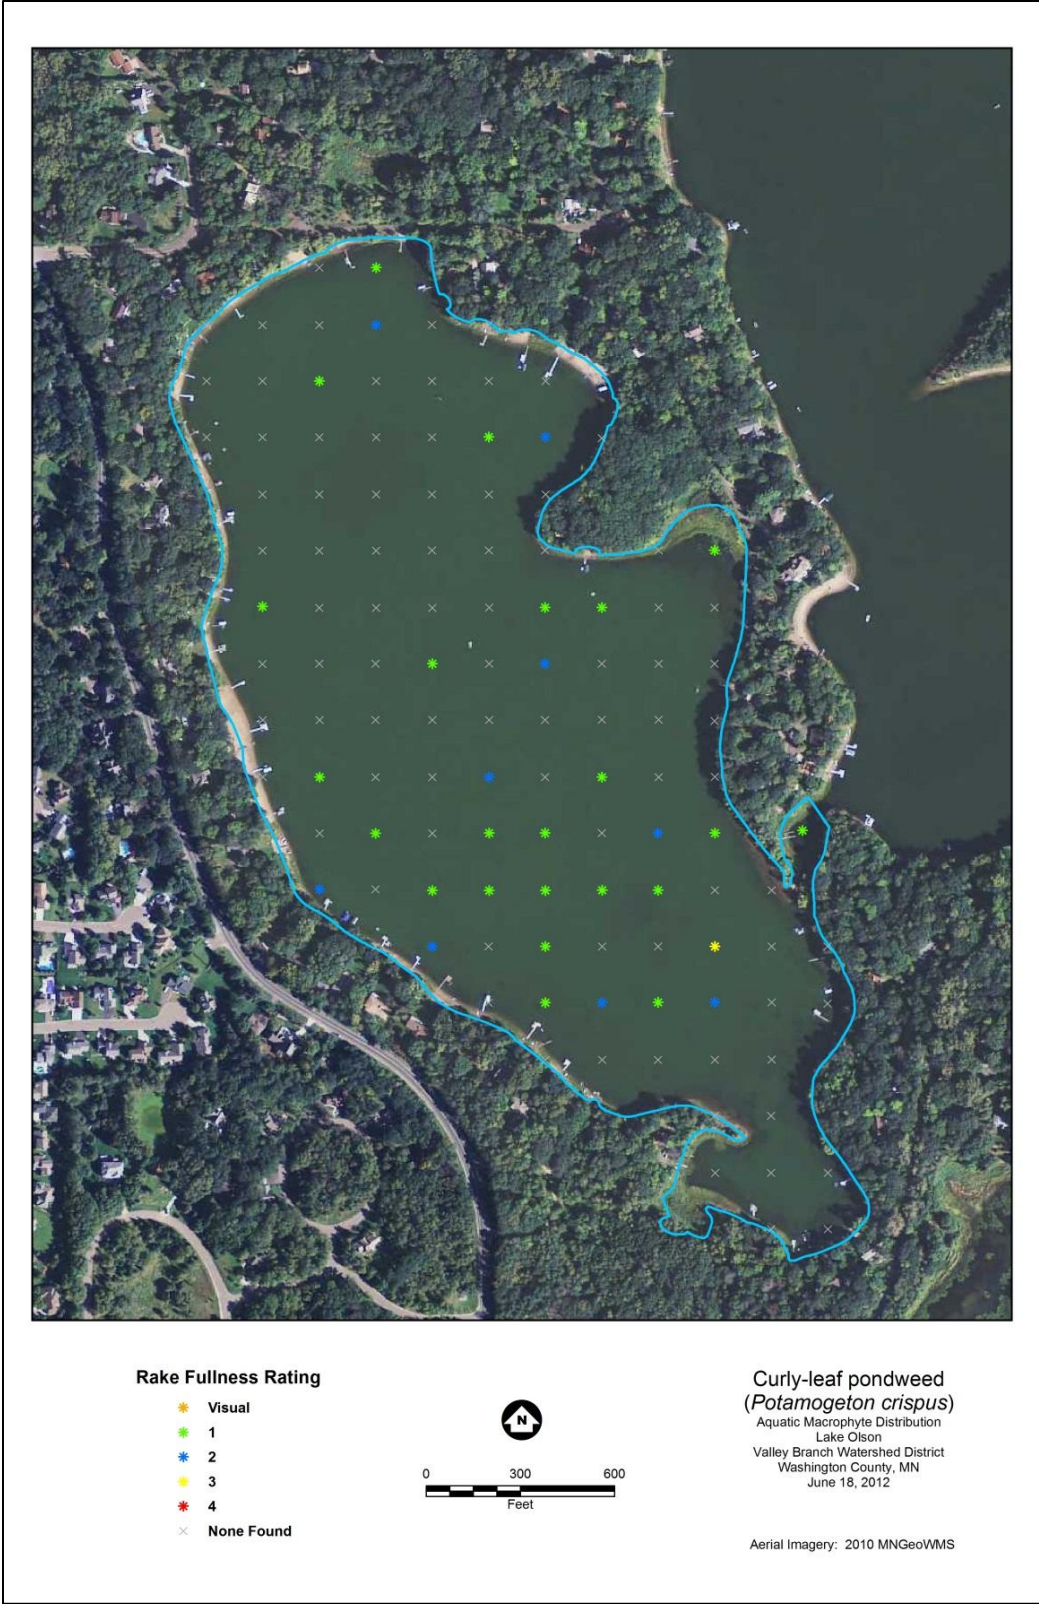 Rake Fullness Rating
Visual
1
2
3
4
None Found
N
0 300 600
Feet
Curly-leaf pondweed
(Potamogeton crispus)
Aquatic Macrophyte Distribution
Lake Olson
Valley Branch Watershed District
Washington County, MN
June 18, 2012
Aerial Imagery: 2010 MNGeoWMS